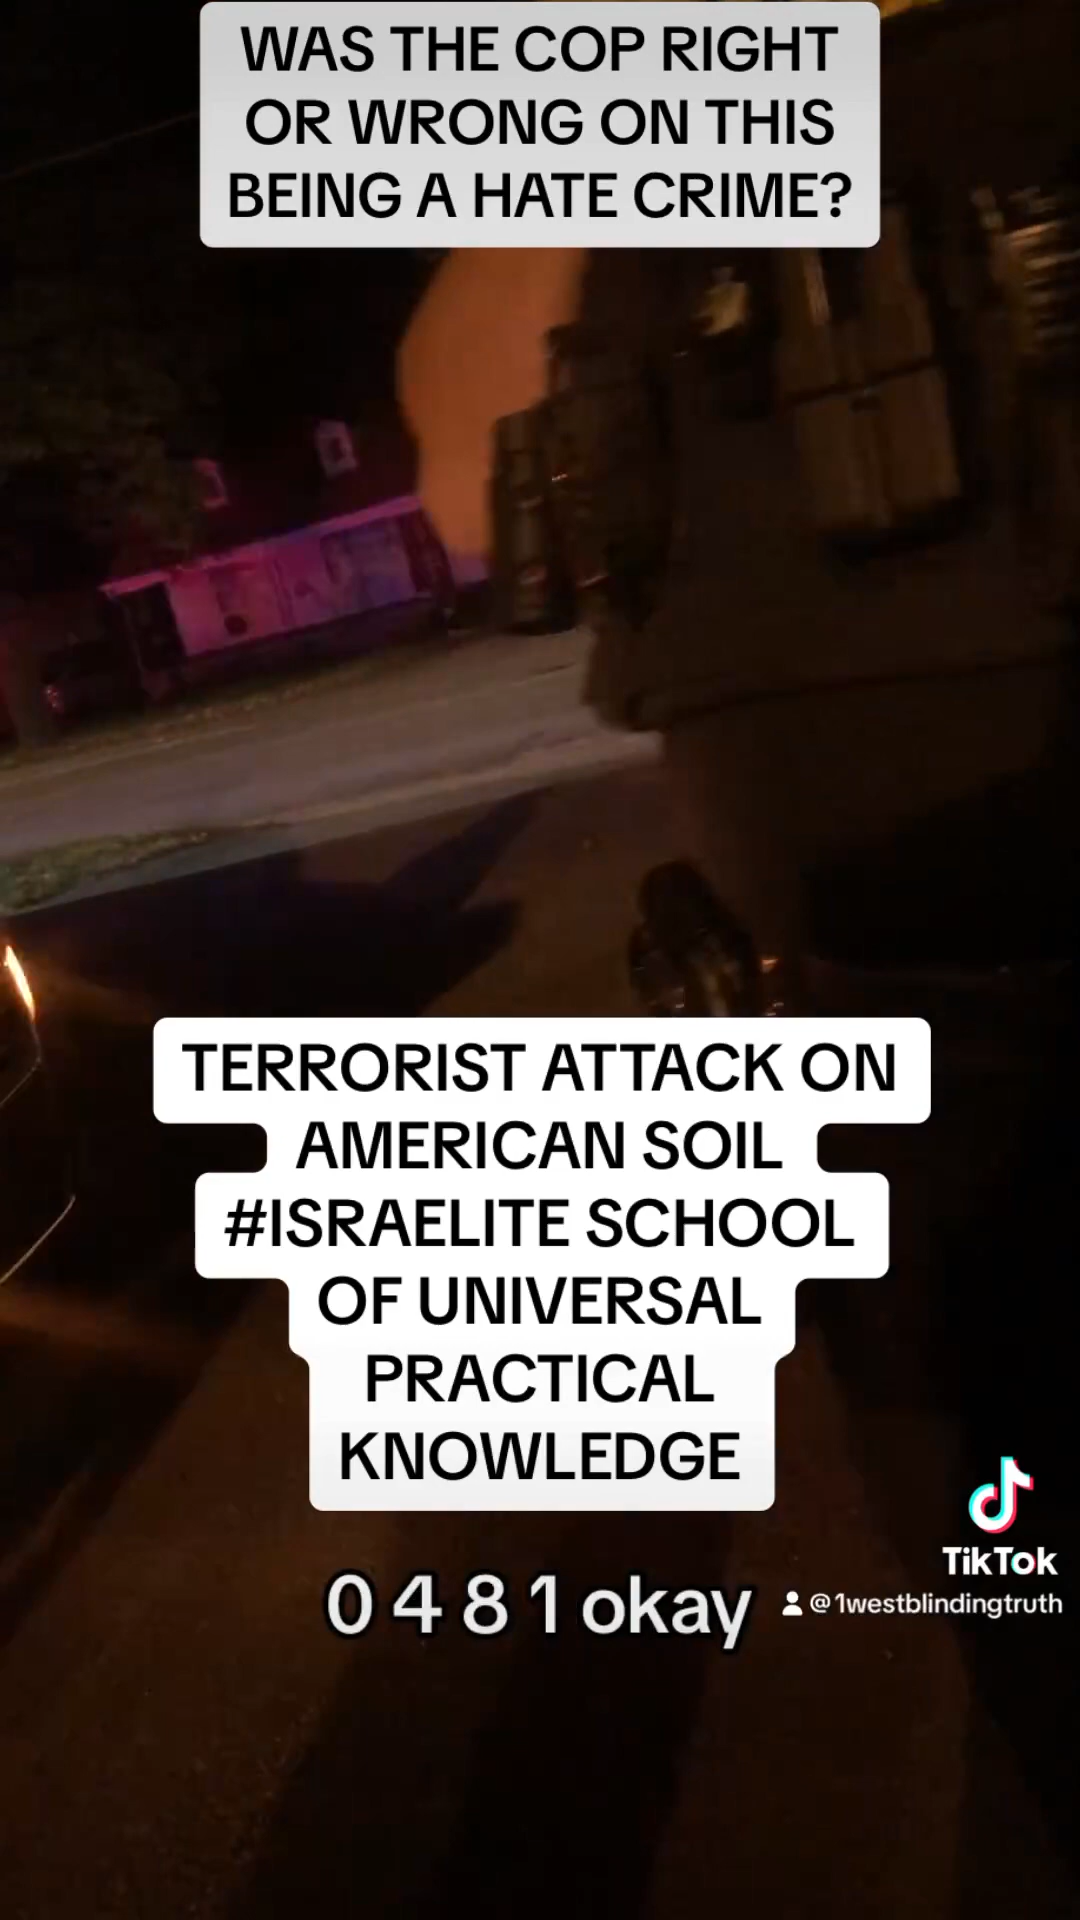 WAS THE COP RIGHT
OR WRONG ON THIS
BEING A HATE CRIME?
TERRORIST ATTACK ON
AMERICAN SOIL
#ISRAELITE SCHOOL
OF UNIVERSAL
PRACTICAL
KNOWLEDGE
TikTok
0 4 8 1 okay
@1westblindingtruth